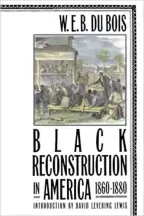 W. E. B. DU BOIS
BLACK
RECONSTRUCTION
IN AMERICA 1860-1880
INTRODUCTION BY DAVID LEVERING LEWIS